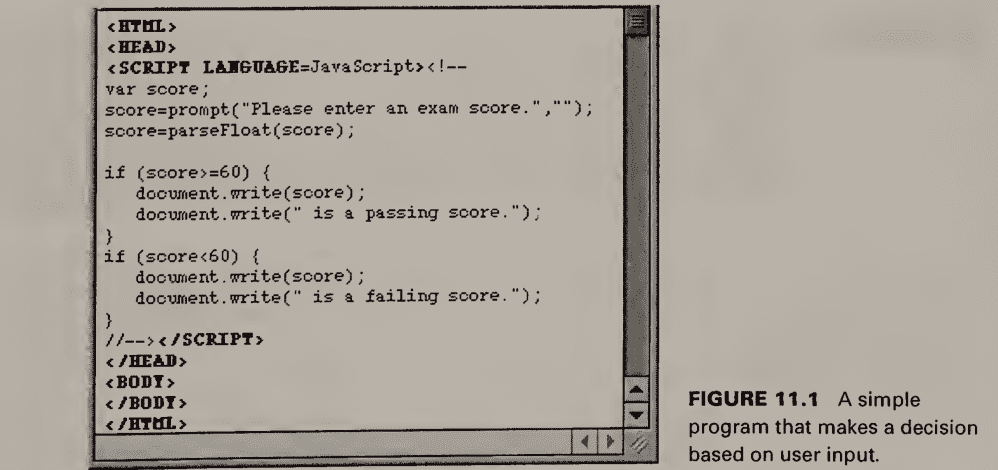 <HTML>
<HEAD>
<SCRIPT LANGUAGE=JavaScript><!--
var score;
score=prompt("Please enter an exam score.","");
score=parseFloat(score);

if (score>=60) {
   document.write(score);
   document.write(" is a passing score.");
}
if (score<60) {
   document.write(score);
   document.write(" is a failing score.");
}
//--></SCRIPT>
</HEAD>
<BODY>
</BODY>
</HTML>
FIGURE 11.1 A simple
program that makes a decision
based on user input.